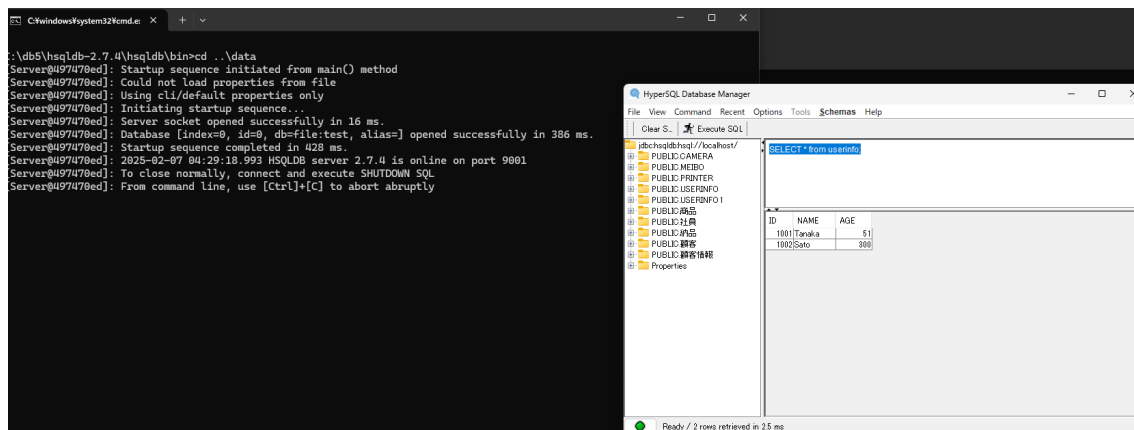 C:¥windows¥system32¥cmd.e:
:\db5\hsqldb-2.7.4\hsqldb\bin>cd ..\data
[Server@497470ed]: Startup sequence initiated from main() method
[Server@497470ed]: Could not load properties from file
[Server@497470ed]: Using cli/default properties only
[Server@497470ed]: Initiating startup sequence...
[Server@497470ed]: Server socket opened successfully in 16 ms.
[Server@497470ed]: Database [index=0, id=0, db=file:test, alias=] opened successfully in 386 ms.
[Server@497470ed]: Startup sequence completed in 428 ms.
[Server@497470ed]: 2025-02-07 04:29:18.993 HSQLDB server 2.7.4 is online on port 9001
[Server@497470ed]: To close normally, connect and execute SHUTDOWN SQL
[Server@497470ed]: From command line, use [Ctrl]+[C] to abort abruptly
HyperSQL Database Manager
File View Command Recent Options Tools Schemas Help
Clear S... Execute SQL
jdbc:hsqldb:hsql://localhost/
PUBLIC.CAMERA
PUBLIC.MEIBO
PUBLIC.PRINTER
PUBLIC.USERINFO
PUBLIC.USERINFO1
PUBLIC.商品
PUBLIC.社員
PUBLIC.納品
PUBLIC.顧客
PUBLIC.顧客情報
Properties
SELECT * from userinfo;
ID NAME AGE
1001 Tanaka 51
1002 Sato 300
Ready / 2 rows retrieved in 2.5 ms